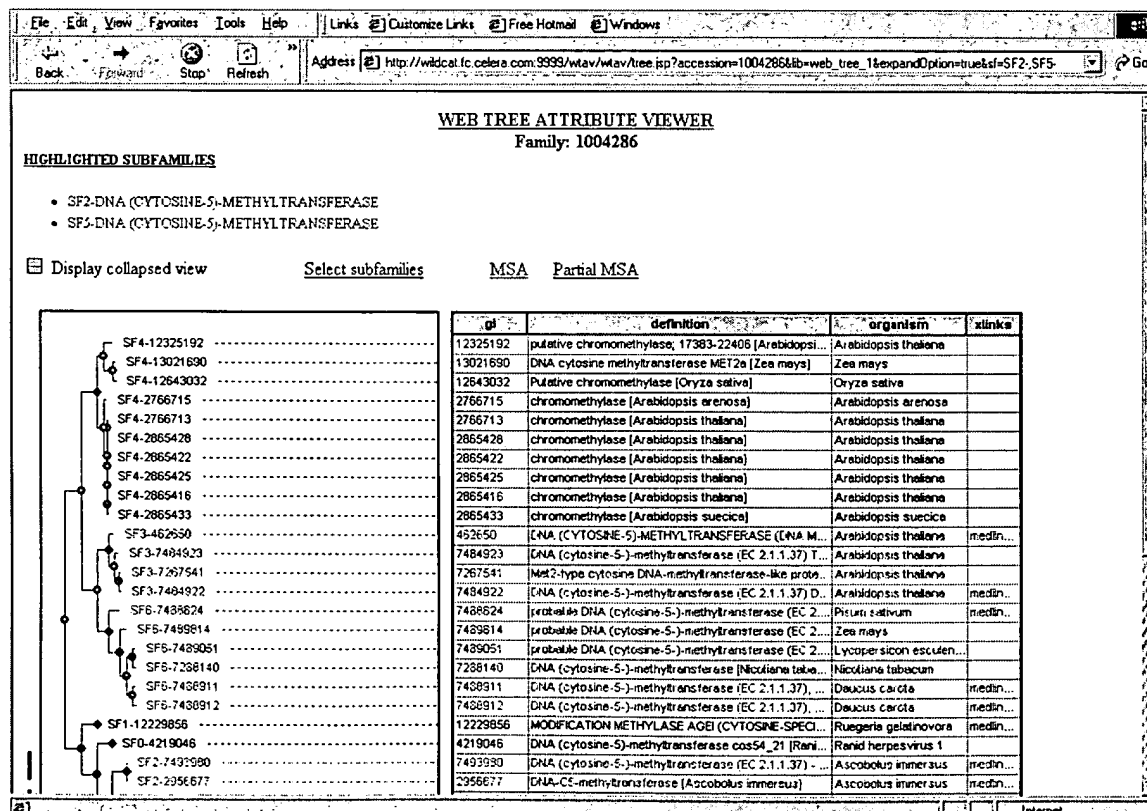 File Edit View Favorites Tools Help Links Customize Links Free Hotmail Windows
Back Forward Stop Refresh » Address http://wildcat.fc.celera.com:9999/wtav/wtav/tree.jsp?accession=1004286&lib=web_tree_1&expandOption=true&sf=SF2-,SF5- Go
WEB TREE ATTRIBUTE VIEWER
Family: 1004286
HIGHLIGHTED SUBFAMILIES
• SF2-DNA (CYTOSINE-5)-METHYLTRANSFERASE
• SF5-DNA (CYTOSINE-5)-METHYLTRANSFERASE
Display collapsed view Select subfamilies MSA Partial MSA
gi definition organism xlinks
SF4-12325192 12325192 putative chromomethylase; 17383-22406 [Arabidopsi... Arabidopsis thaliana
SF4-13021690 13021690 DNA cytosine methyltransferase MET2a [Zea mays] Zea mays
SF4-12643032 12643032 Putative chromomethylase [Oryza sativa] Oryza sativa
SF4-2766715 2766715 chromomethylase [Arabidopsis arenosa] Arabidopsis arenosa
SF4-2766713 2766713 chromomethylase [Arabidopsis thaliana] Arabidopsis thaliana
SF4-2865428 2865428 chromomethylase [Arabidopsis thaliana] Arabidopsis thaliana
SF4-2865422 2865422 chromomethylase [Arabidopsis thaliana] Arabidopsis thaliana
SF4-2865425 2865425 chromomethylase [Arabidopsis thaliana] Arabidopsis thaliana
SF4-2865416 2865416 chromomethylase [Arabidopsis thaliana] Arabidopsis thaliana
SF4-2865433 2865433 chromomethylase [Arabidopsis suecica] Arabidopsis suecica
SF3-462650 462650 DNA (CYTOSINE-5)-METHYLTRANSFERASE (DNA M... Arabidopsis thaliana medlin...
SF3-7484923 7484923 DNA (cytosine-5-)-methyltransferase (EC 2.1.1.37) T... Arabidopsis thaliana
SF3-7267541 7267541 Met2-type cytosine DNA-methyltransferase-like prote... Arabidopsis thaliana
SF3-7484922 7484922 DNA (cytosine-5-)-methyltransferase (EC 2.1.1.37) D... Arabidopsis thaliana medlin...
SF6-7488824 7488824 probable DNA (cytosine-5-)-methyltransferase (EC 2.... Pisum sativum medlin...
SF6-7489814 7489814 probable DNA (cytosine-5-)-methyltransferase (EC 2.... Zea mays
SF6-7489051 7489051 probable DNA (cytosine-5-)-methyltransferase (EC 2.... Lycopersicon esculen...
SF6-7288140 7288140 DNA (cytosine-5-)-methyltransferase [Nicotiana taba... Nicotiana tabacum
SF6-7488911 7488911 DNA (cytosine-5-)-methyltransferase (EC 2.1.1.37), ... Daucus carota medlin...
SF6-7488912 7488912 DNA (cytosine-5-)-methyltransferase (EC 2.1.1.37), ... Daucus carota medlin...
SF1-12229856 12229856 MODIFICATION METHYLASE AGEI (CYTOSINE-SPECI... Ruegeria gelatinovora medlin...
SF0-4219046 4219046 DNA (cytosine-5)-methyltransferase cos54_21 [Rani... Ranid herpesvirus 1
SF2-7493980 7493980 DNA (cytosine-5-)-methyltransferase (EC 2.1.1.37) - ... Ascobolus immersus medlin...
SF2-2956677 2956677 DNA-C5-methyltransferase [Ascobolus immersus] Ascobolus immersus medlin...
Internet